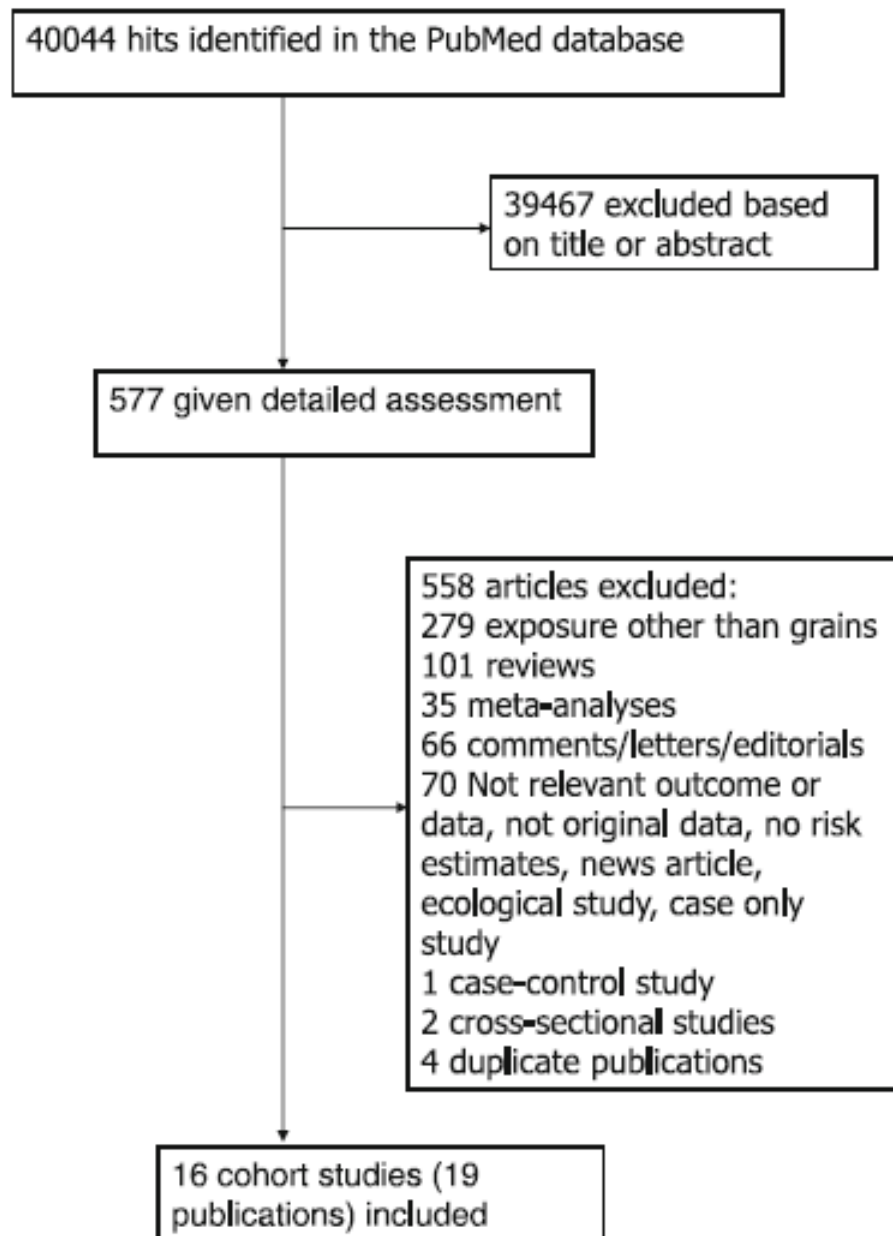 40044 hits identified in the PubMed database
39467 excluded based
on title or abstract
577 given detailed assessment
558 articles excluded:
279 exposure other than grains
101 reviews
35 meta-analyses
66 comments/letters/editorials
70 Not relevant outcome or
data, not original data, no risk
estimates, news article,
ecological study, case only
study
1 case-control study
2 cross-sectional studies
4 duplicate publications
16 cohort studies (19
publications) included